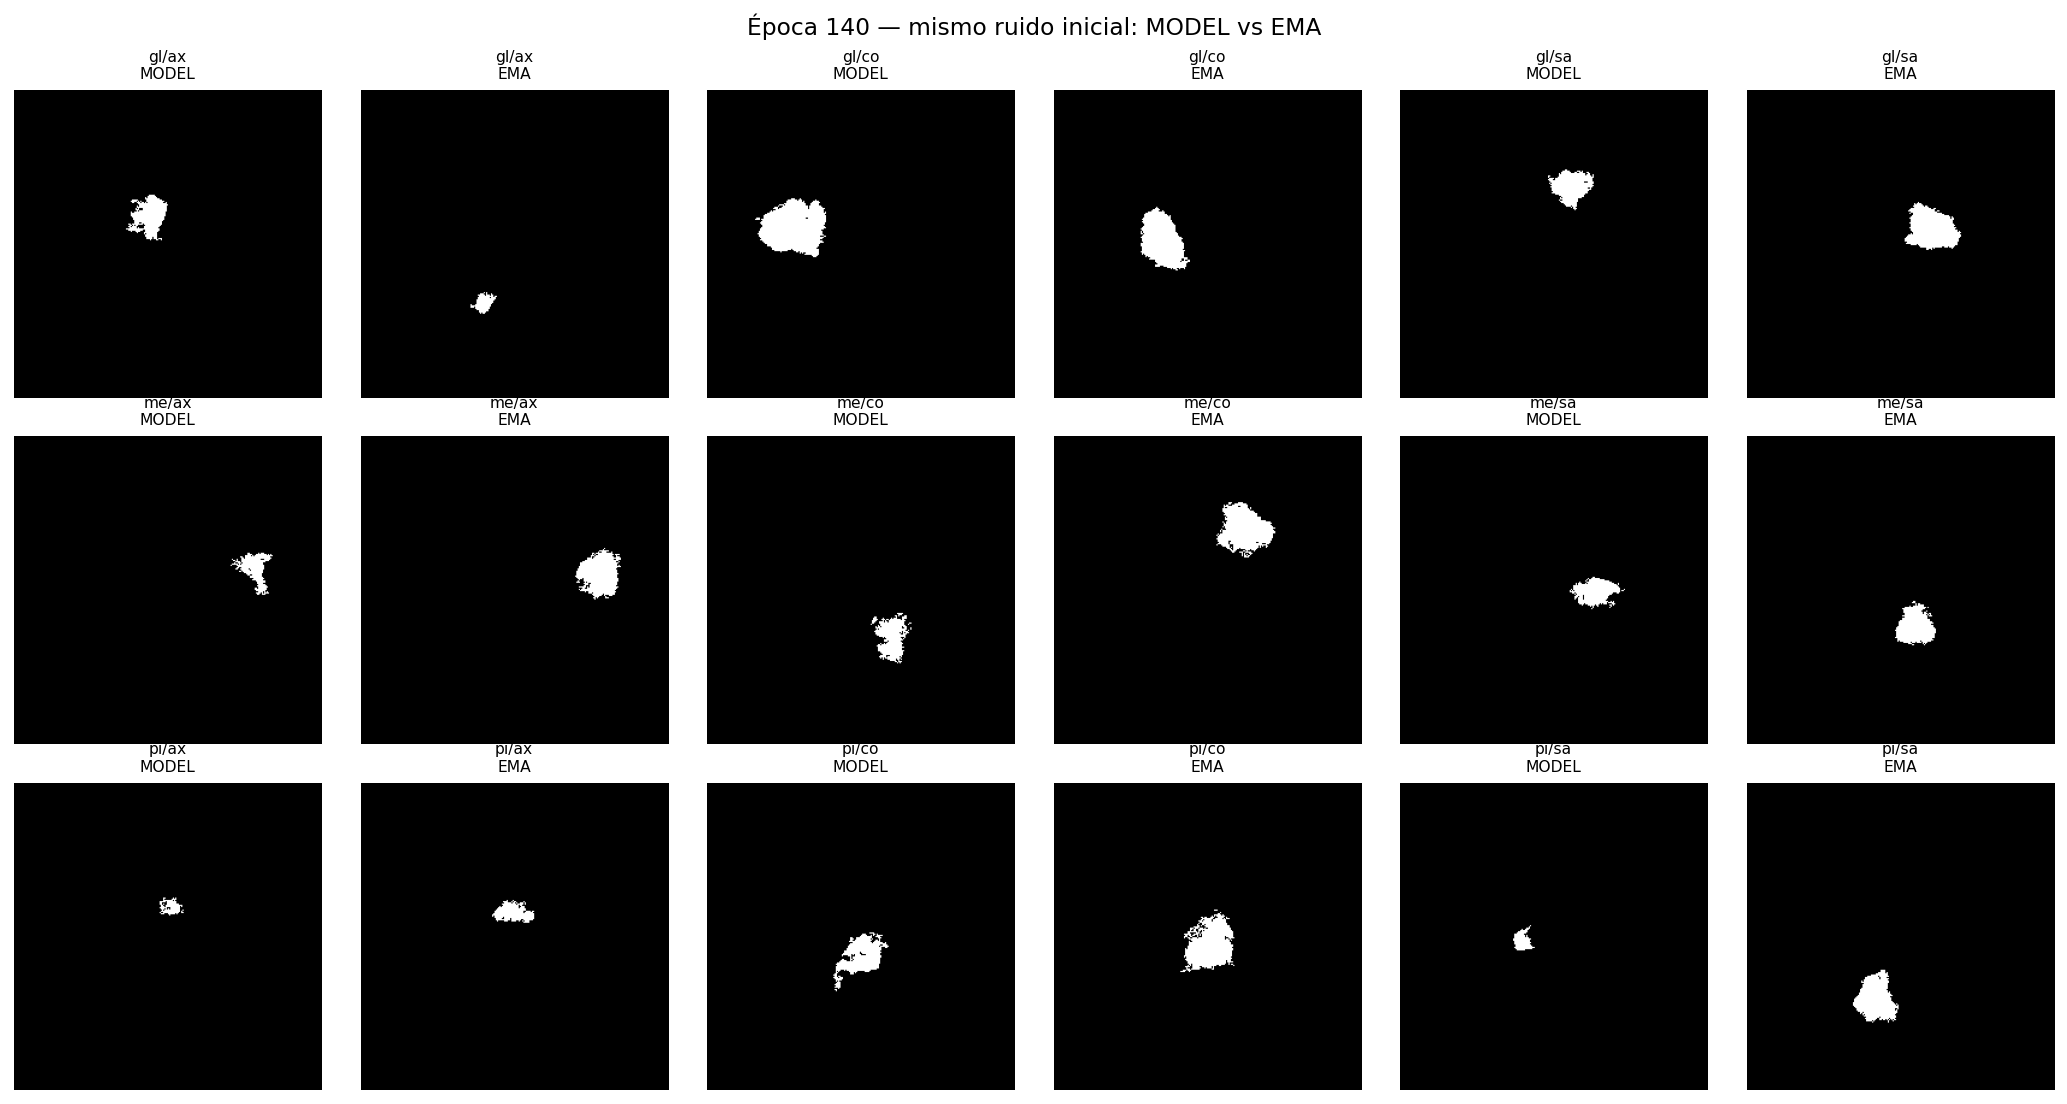 Época 140 — mismo ruido inicial: MODEL vs EMA
gl/ax
MODEL
gl/ax
EMA
gl/co
MODEL
gl/co
EMA
gl/sa
MODEL
gl/sa
EMA
me/ax
MODEL
me/ax
EMA
me/co
MODEL
me/co
EMA
me/sa
MODEL
me/sa
EMA
pi/ax
MODEL
pi/ax
EMA
pi/co
MODEL
pi/co
EMA
pi/sa
MODEL
pi/sa
EMA